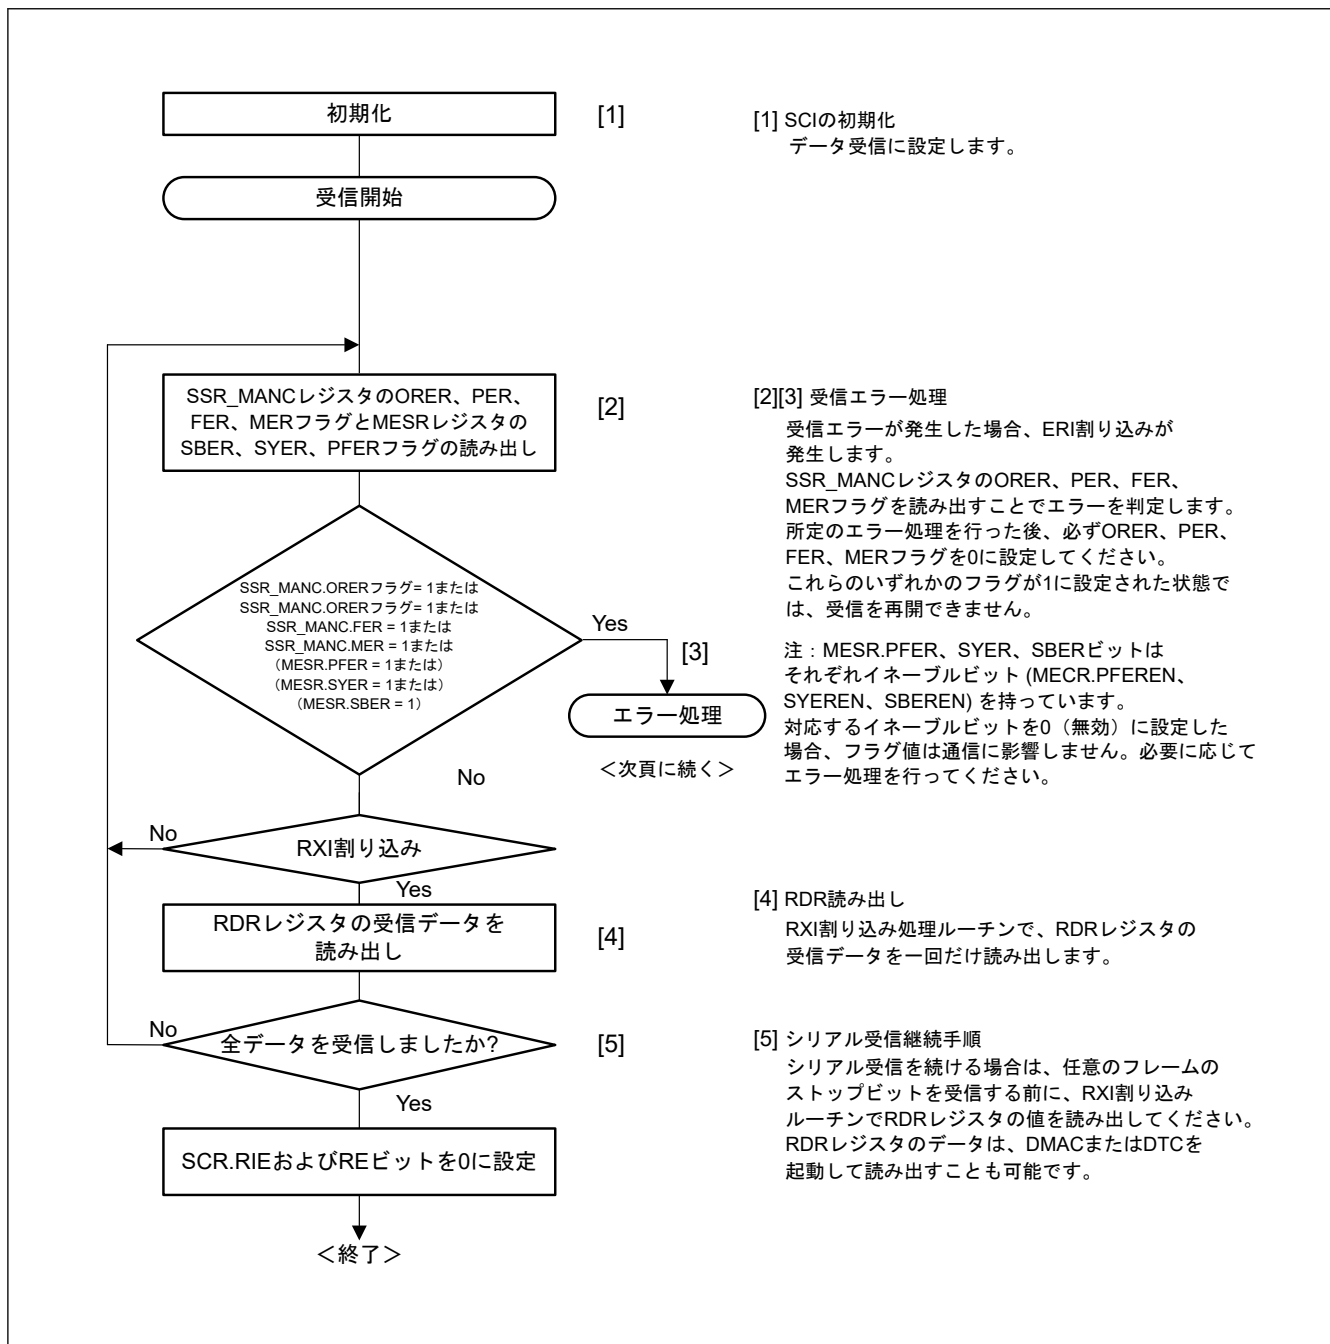 初期化
[1]
[1] SCIの初期化
データ受信に設定します。
受信開始
SSR_MANCレジスタのORER、PER、
FER、MERフラグとMESRレジスタの
SBER、SYER、PFERフラグの読み出し
[2]
[2][3] 受信エラー処理
受信エラーが発生した場合、ERI割り込みが
発生します。
SSR_MANCレジスタのORER、PER、FER、
MERフラグを読み出すことでエラーを判定します。
所定のエラー処理を行った後、必ずORER、PER、
FER、MERフラグを0に設定してください。
これらのいずれかのフラグが1に設定された状態で
は、受信を再開できません。
注：MESR.PFER、SYER、SBERビットは
それぞれイネーブルビット (MECR.PFEREN、
SYEREN、SBEREN) を持っています。
対応するイネーブルビットを0（無効）に設定した
場合、フラグ値は通信に影響しません。必要に応じて
エラー処理を行ってください。
SSR_MANC.ORERフラグ= 1または
SSR_MANC.ORERフラグ= 1または
SSR_MANC.FER = 1または
SSR_MANC.MER = 1または
（MESR.PFER = 1または）
（MESR.SYER = 1または）
（MESR.SBER = 1）
Yes
[3]
エラー処理
＜次頁に続く＞
No
RXI割り込み
No
Yes
RDRレジスタの受信データを
読み出し
[4]
[4] RDR読み出し
RXI割り込み処理ルーチンで、RDRレジスタの
受信データを一回だけ読み出します。
No
全データを受信しましたか?
[5]
[5] シリアル受信継続手順
シリアル受信を続ける場合は、任意のフレームの
ストップビットを受信する前に、RXI割り込み
ルーチンでRDRレジスタの値を読み出してください。
RDRレジスタのデータは、DMACまたはDTCを
起動して読み出すことも可能です。
Yes
SCR.RIEおよびREビットを0に設定
＜終了＞